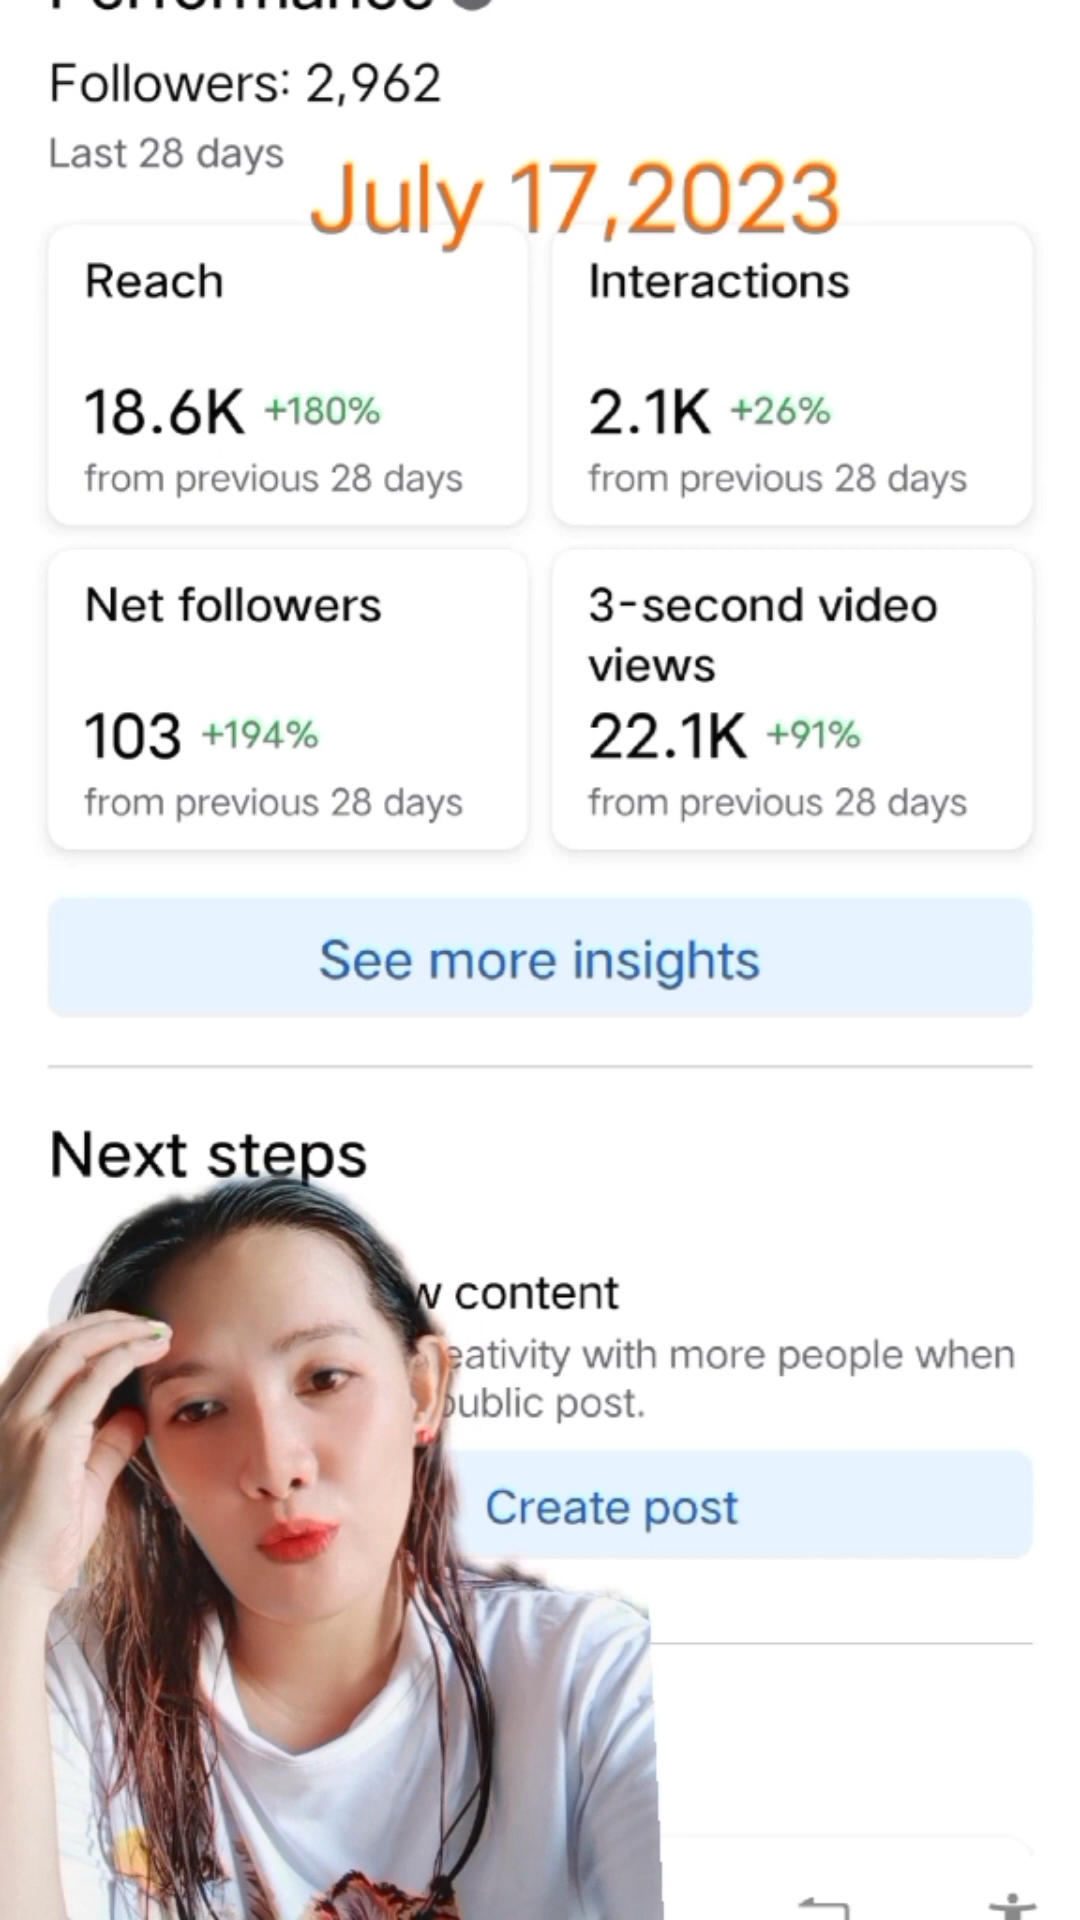 Performance
Followers: 2,962
Last 28 days
July 17,2023
Reach
18.6K +180%
from previous 28 days
Interactions
2.1K +26%
from previous 28 days
Net followers
103 +194%
from previous 28 days
3-second video
views
22.1K +91%
from previous 28 days
See more insights
Next steps
content
with more people when
public post.
Create post